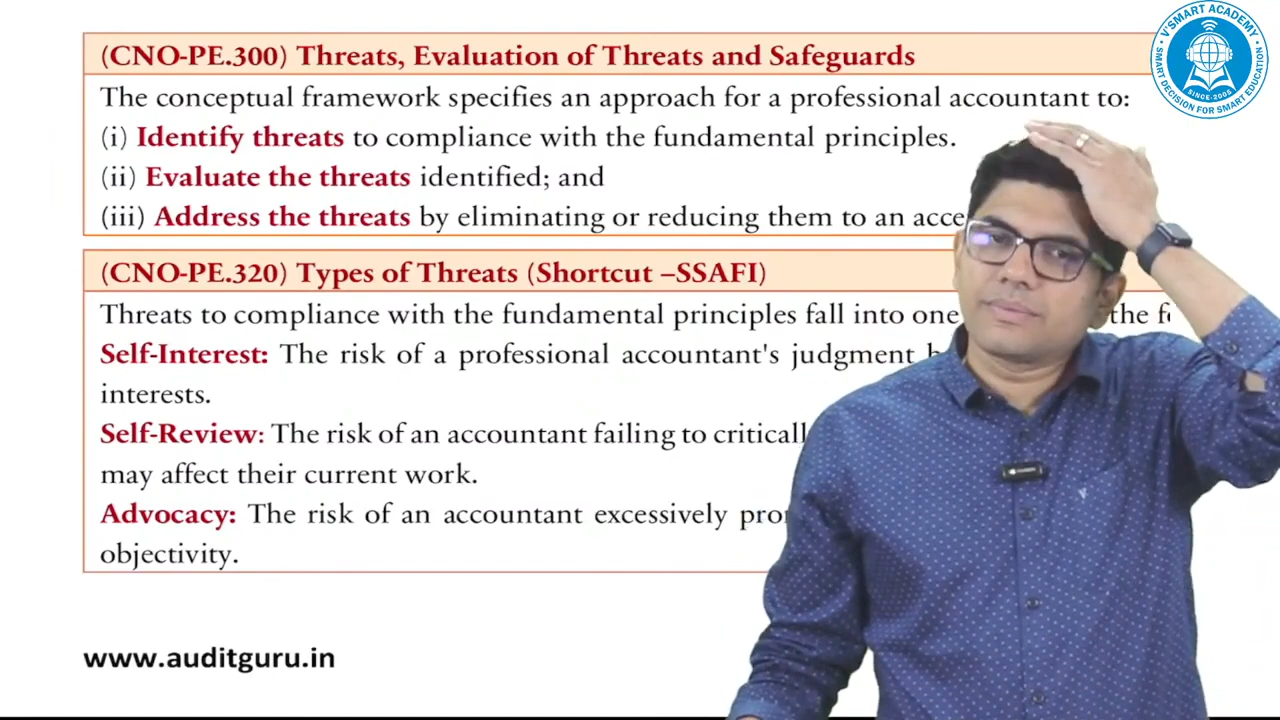 (CNO-PE.300) Threats, Evaluation of Threats and Safeguards
The conceptual framework specifies an approach for a professional accountant to:
(i) Identify threats to compliance with the fundamental principles.
(ii) Evaluate the threats identified; and
(iii) Address the threats by eliminating or reducing them to an
(CNO-PE.320) Types of Threats (Shortcut –SSAFI)
Threats to compliance with the fundamental principles fall into one the
Self-Interest: The risk of a professional accountant's judgment
interests.
Self-Review: The risk of an accountant failing to
may affect their current work.
Advocacy: The risk of an accountant excessively
objectivity.
www.auditguru.in
V'SMART ACADEMY
SMART DECISION FOR SMART EDUCATION
SINCE-2005